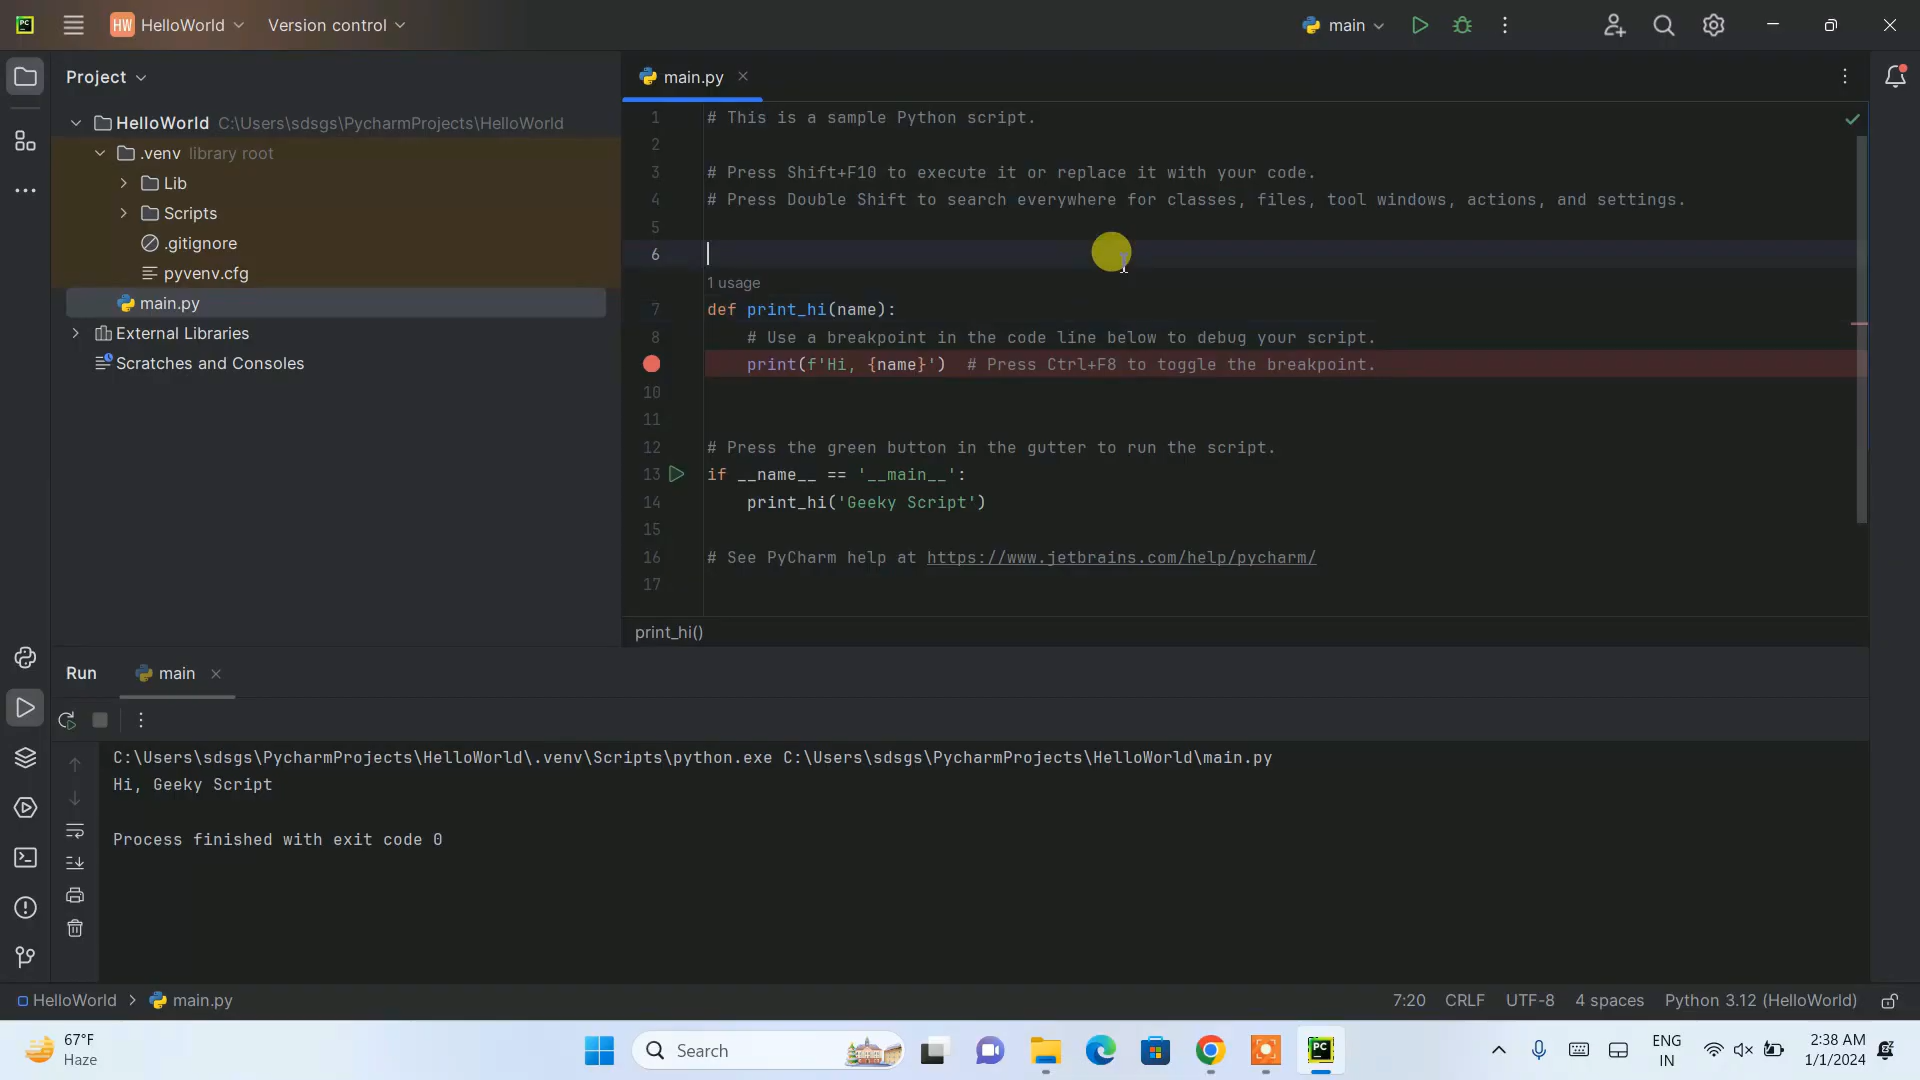 PC HW HelloWorld Version control main
Project main.py
HelloWorld C:\Users\sdsgs\PycharmProjects\HelloWorld
.venv library root
Lib
Scripts
.gitignore
pyvenv.cfg
main.py
External Libraries
Scratches and Consoles
1 # This is a sample Python script.
2
3 # Press Shift+F10 to execute it or replace it with your code.
4 # Press Double Shift to search everywhere for classes, files, tool windows, actions, and settings.
5
6
1 usage
7 def print_hi(name):
8 # Use a breakpoint in the code line below to debug your script.
print(f'Hi, {name}') # Press Ctrl+F8 to toggle the breakpoint.
10
11
12 # Press the green button in the gutter to run the script.
13 if __name__ == '__main__':
14 print_hi('Geeky Script')
15
16 # See PyCharm help at https://www.jetbrains.com/help/pycharm/
17
print_hi()
Run main
C:\Users\sdsgs\PycharmProjects\HelloWorld\.venv\Scripts\python.exe C:\Users\sdsgs\PycharmProjects\HelloWorld\main.py
Hi, Geeky Script
Process finished with exit code 0
HelloWorld > main.py 7:20 CRLF UTF-8 4 spaces Python 3.12 (HelloWorld)
67°F
Haze
Search
PC
ENG
IN
2:38 AM
1/1/2024